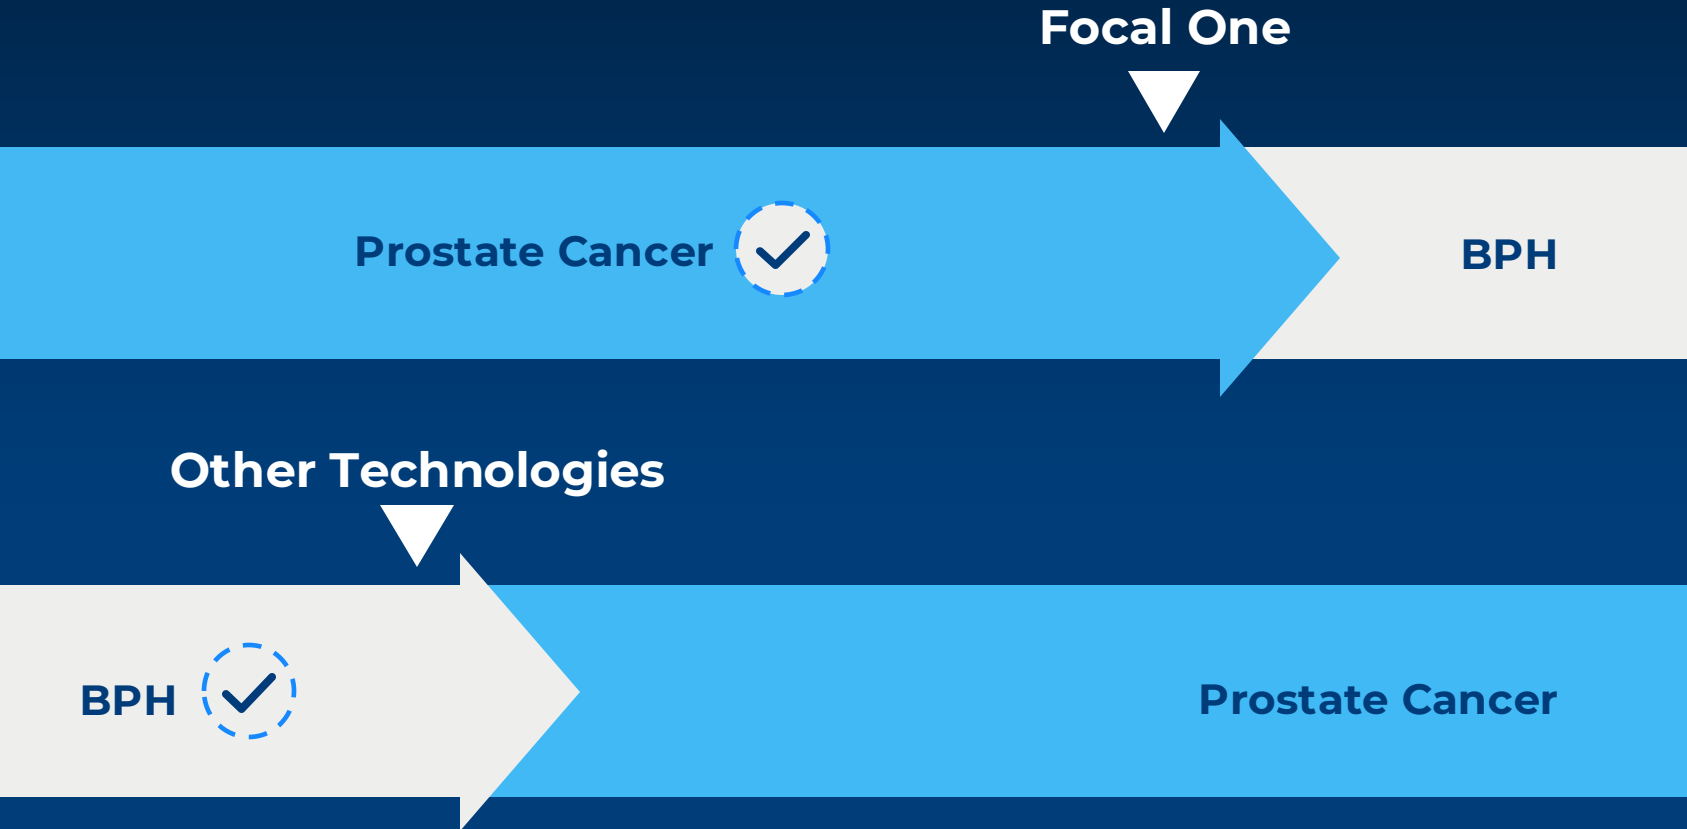 Focal One
Prostate Cancer
BPH
Other Technologies
BPH
Prostate Cancer